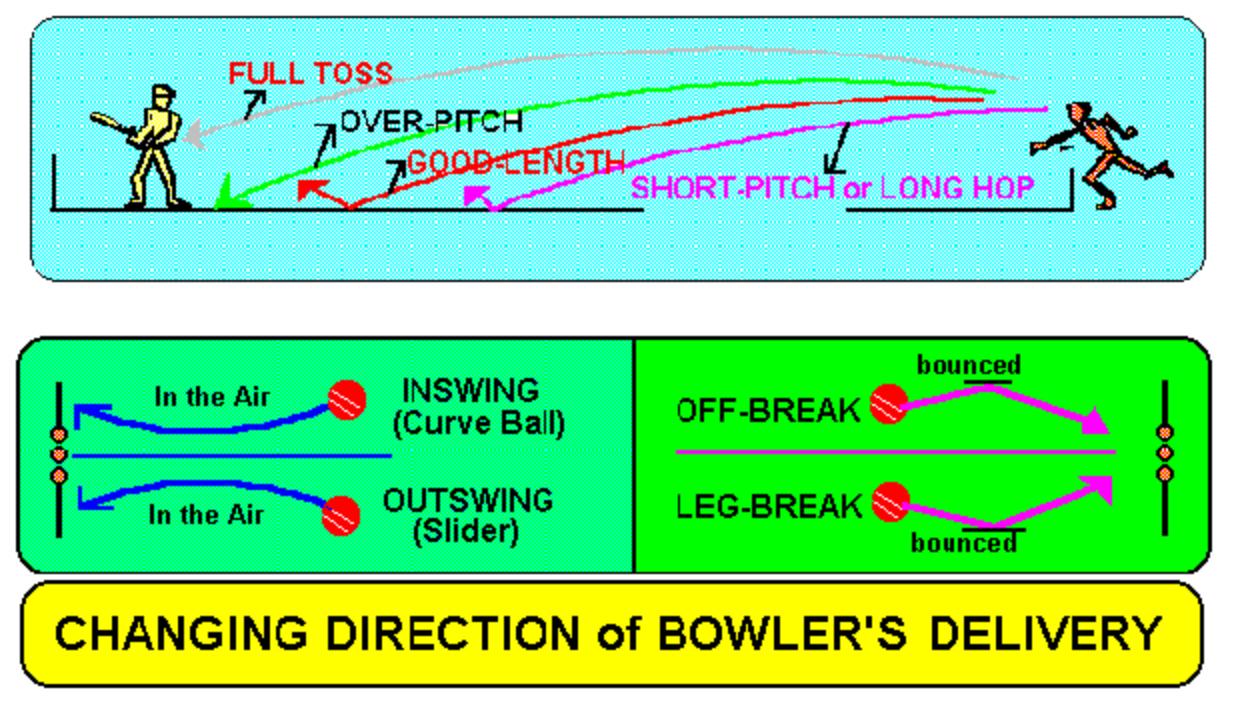 FULL TOSS
OVER-PITCH
GOOD-LENGTH
SHORT-PITCH or LONG HOP
In the Air
INSWING
(Curve Ball)
In the Air
OUTSWING
(Slider)
bounced
OFF-BREAK
LEG-BREAK
bounced
CHANGING DIRECTION of BOWLER'S DELIVERY